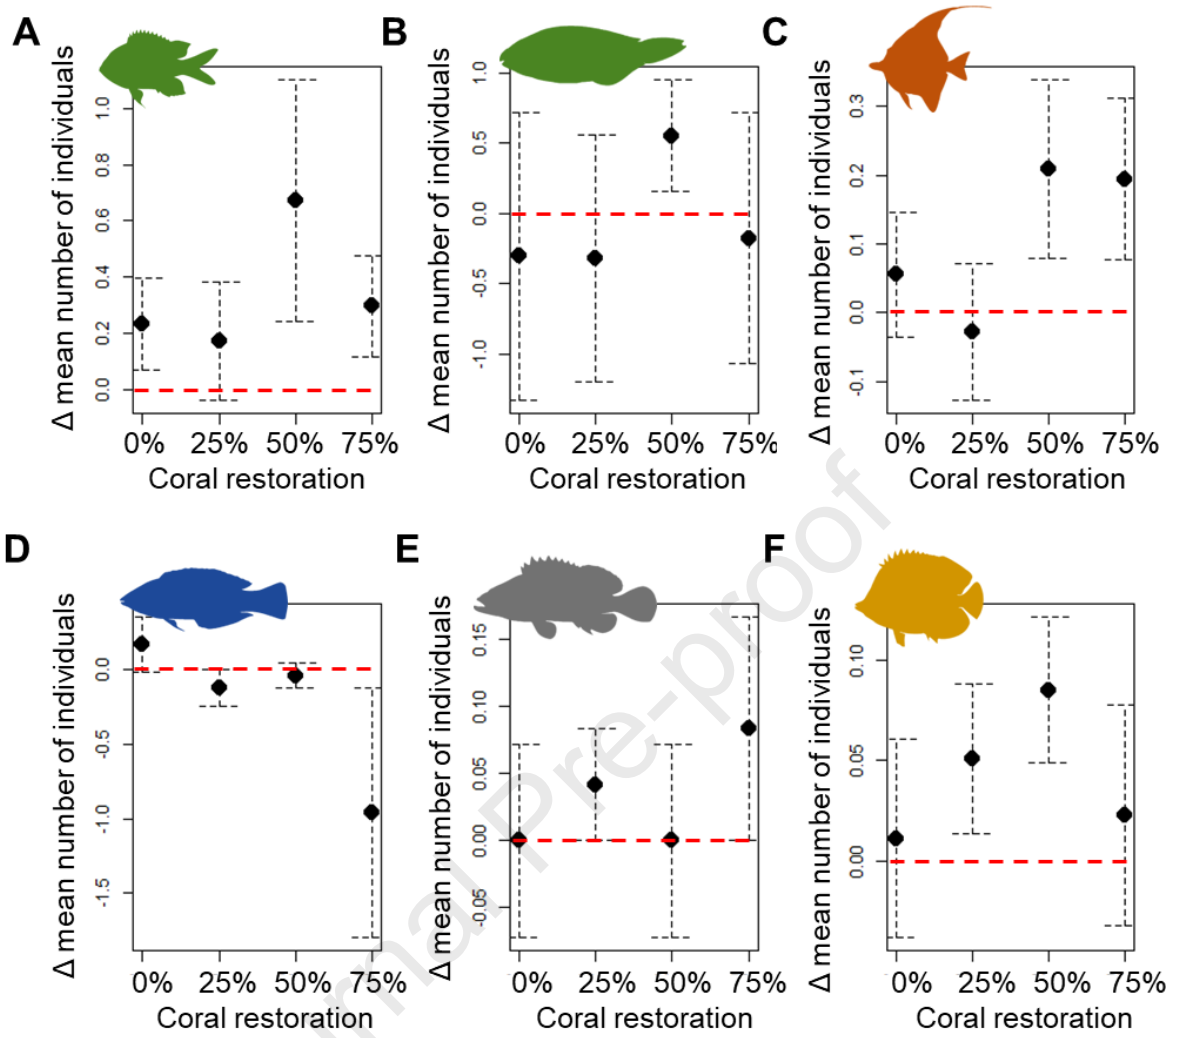 A
B
C
Δ mean number of individuals
1.0
0.8
0.6
0.4
0.2
0.0
0% 25% 50% 75%
Coral restoration
Δ mean number of individuals
1.0
0.5
0.0
-0.5
-1.0
0% 25% 50% 75%
Coral restoration
Δ mean number of individuals
0.3
0.2
0.1
0.0
-0.1
0% 25% 50% 75%
Coral restoration
D
E
F
Δ mean number of individuals
0.0
-0.5
-1.0
-1.5
0% 25% 50% 75%
Coral restoration
Δ mean number of individuals
0.15
0.10
0.05
0.00
-0.05
0% 25% 50% 75%
Coral restoration
Δ mean number of individuals
0.10
0.05
0.00
0% 25% 50% 75%
Coral restoration
rnal Pre-proof